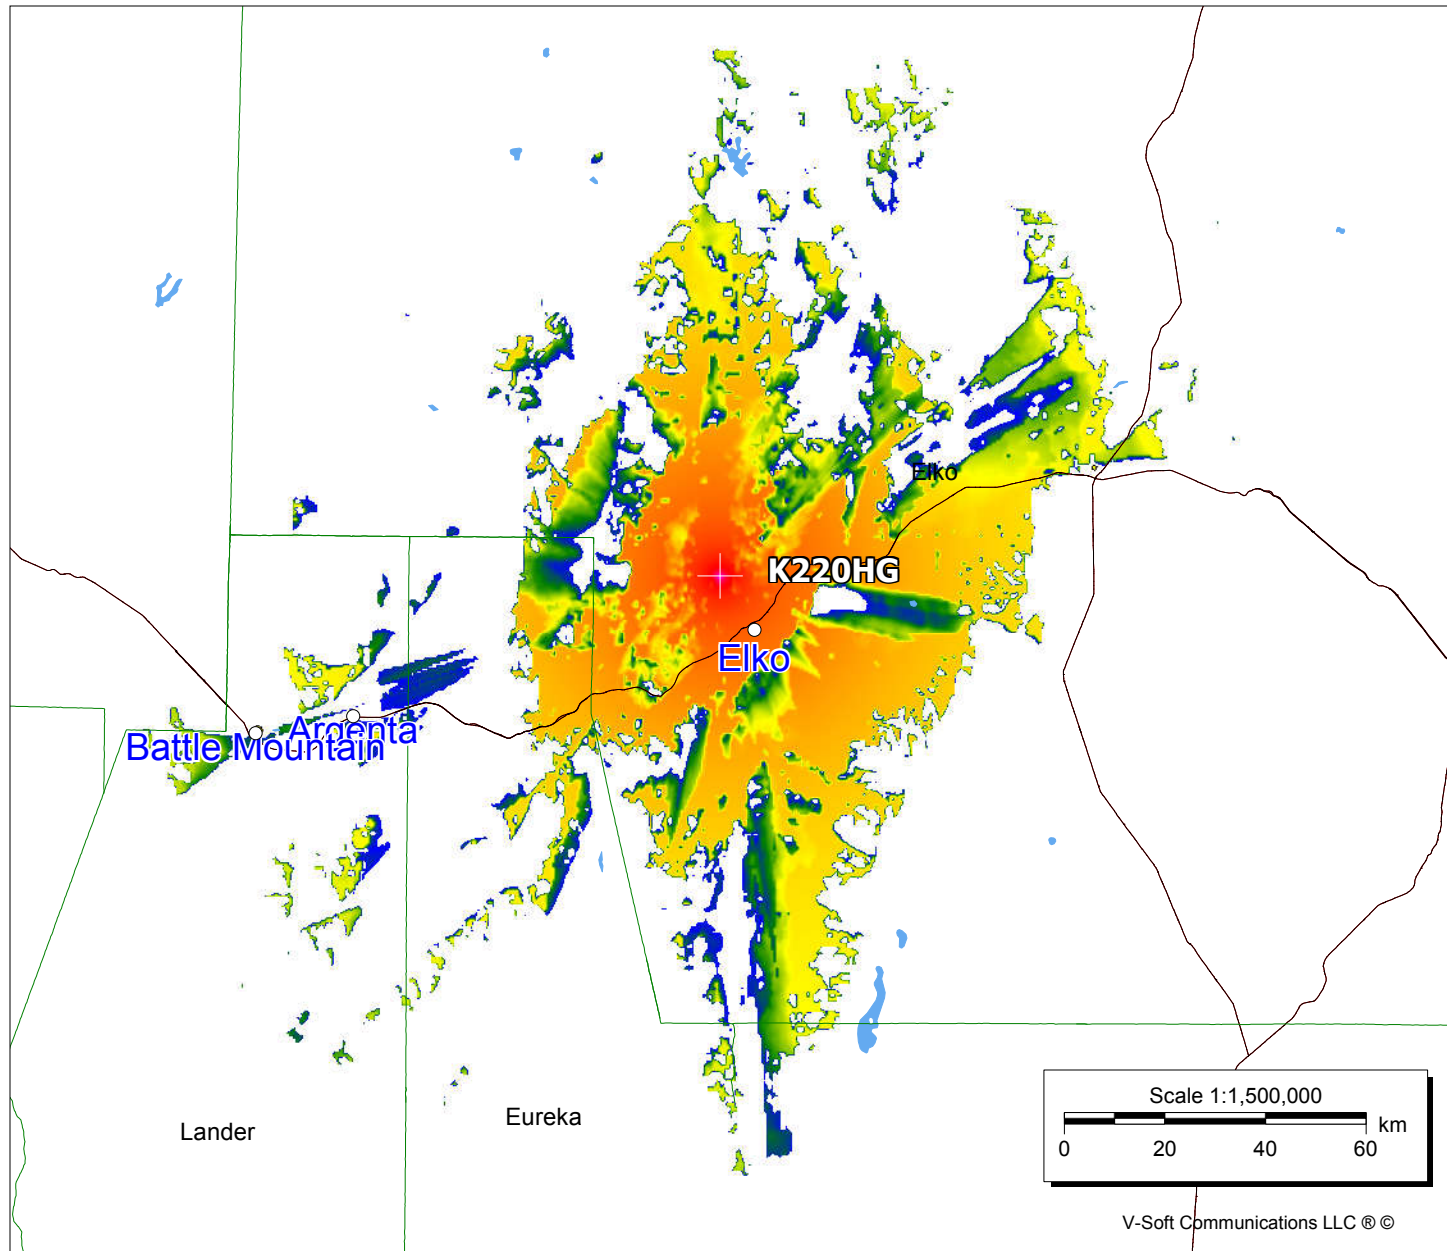 Elko
K220HG
Elko
Argenta
Battle Mountain
Lander
Eureka
Scale 1:1,500,000
km
0 20 40 60
V-Soft Communications LLC ® ©